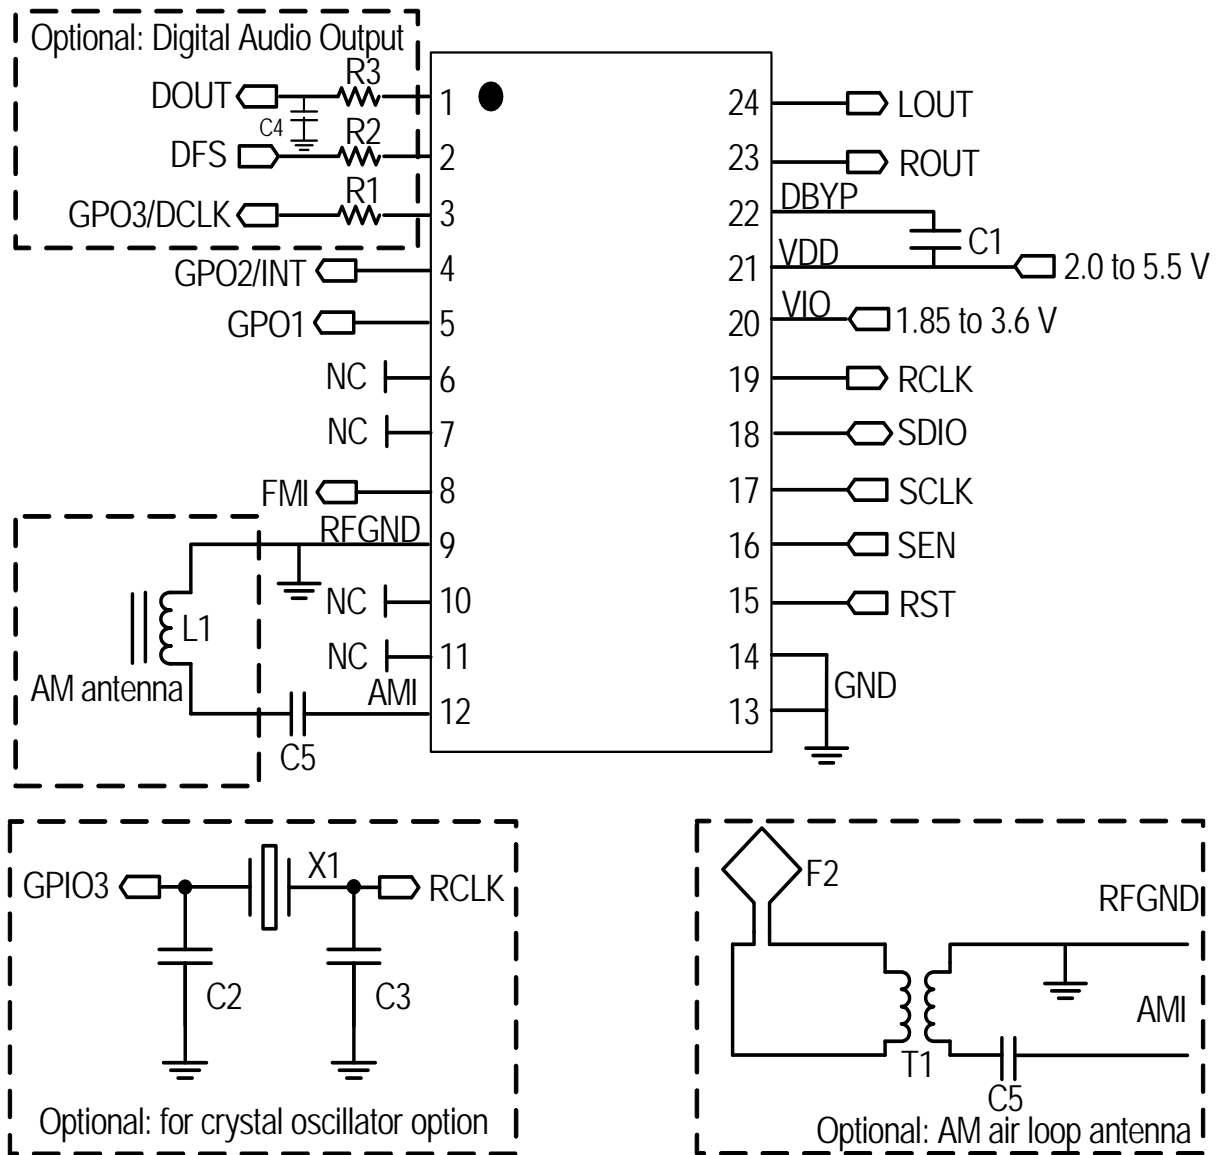 Optional: Digital Audio Output
R3
DOUT
1
C4
R2
DFS
2
R1
GPO3/DCLK
3
GPO2/INT
4
GPO1
5
NC
6
NC
7
FMI
8
RFGND
9
NC
10
NC
11
AMI
12
L1
AM antenna
C5
24
LOUT
23
ROUT
DBYP
22
C1
VDD
21
2.0 to 5.5 V
VIO
20
1.85 to 3.6 V
19
RCLK
18
SDIO
17
SCLK
16
SEN
15
RST
14
GND
13
X1
GPIO3
RCLK
C2
C3
Optional: for crystal oscillator option
F2
RFGND
AMI
T1
C5
Optional: AM air loop antenna